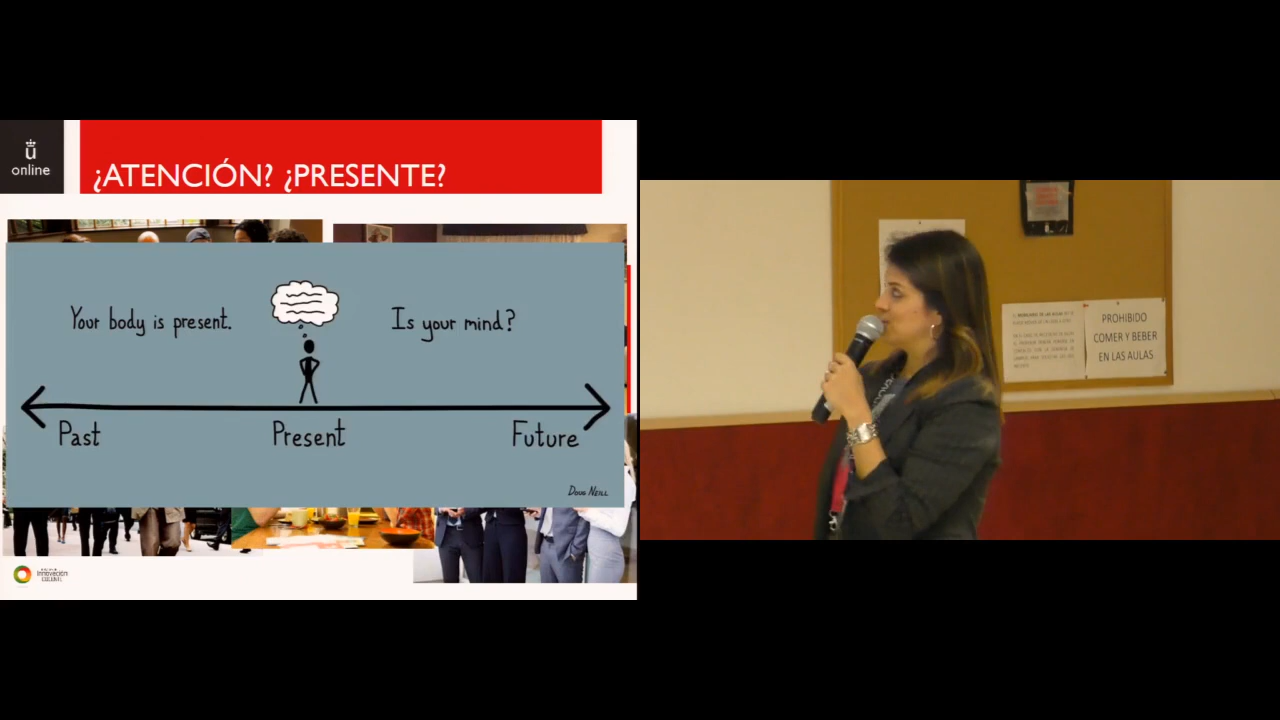 ü
online
¿ATENCIÓN? ¿PRESENTE?
Your body is present.
Is your mind?
Past
Present
Future
Doug Neill
INNOVACIÓN
PROHIBIDO
COMER Y BEBER
EN LAS AULAS